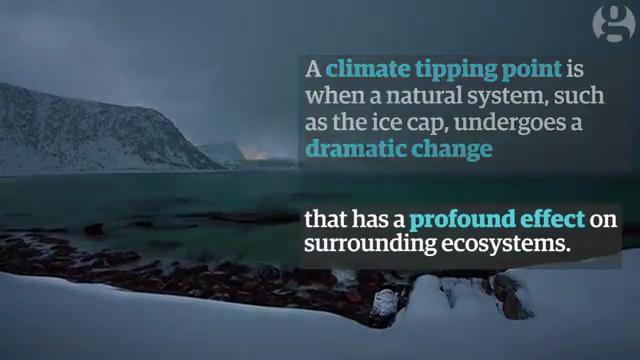 g
A climate tipping point is
when a natural system, such
as the ice cap, undergoes a
dramatic change
that has a profound effect on
surrounding ecosystems.